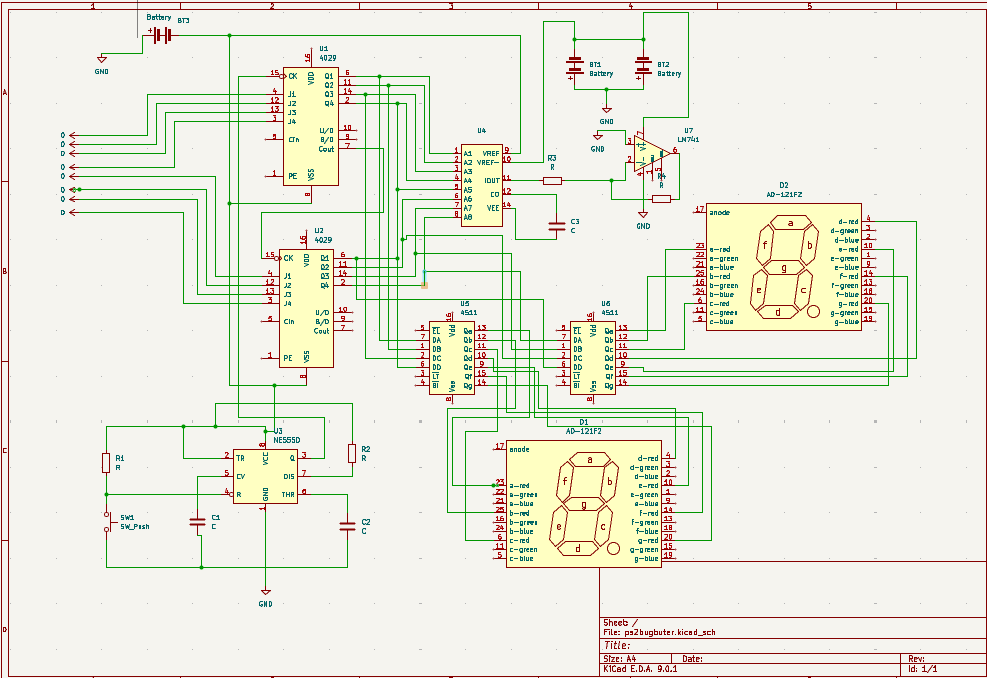 1 2 3 4 5
A
B
C
D
Battery BT3
GND
U1
4029
15 CK
4 J1
12 J2
13 J3
3 J4
5 Cin
1 PE
16 VDD
VSS 8
Q1 6
Q2 11
Q3 14
Q4 2
U/D 10
B/D 9
Cout 7
U2
4029
15 CK
4 J1
12 J2
13 J3
3 J4
5 Cin
1 PE
16 VDD
VSS 8
Q1 6
Q2 11
Q3 14
Q4 2
U/D 10
B/D 9
Cout 7
U4
1 A1
2 A2
3 A3
4 A4
5 A5
6 A6
7 A7
8 A8
VREF 9
VREF- 10
IOUT 11
CO 12
VEE 14
R3
R
C3
C
BT1
Battery
BT2
Battery
GND
GND
U7
LM741
R4
R
GND
U5
4511
5 EL
7 DA
1 DB
2 DC
6 DD
3 LT
4 BI
16 Vdd
Vss 8
Qa 13
Qb 12
Qc 11
Qd 10
Qe 9
Qf 15
Qg 14
U6
4511
5 EL
7 DA
1 DB
2 DC
6 DD
3 LT
4 BI
16 Vdd
Vss 8
Qa 13
Qb 12
Qc 11
Qd 10
Qe 9
Qf 15
Qg 14
D2
AD-121F2
17 anode
23 a-red
22 a-green
21 a-blue
25 b-red
16 b-green
24 b-blue
6 c-red
11 c-green
5 c-blue
d-red 4
d-green 3
d-blue 2
e-red 10
e-green 1
e-blue 9
f-red 14
f-green 13
f-blue 18
g-red 20
g-green 15
g-blue 19
a
f b
g
e c
d
D1
AD-121F2
17 anode
23 a-red
22 a-green
21 a-blue
25 b-red
16 b-green
24 b-blue
6 c-red
11 c-green
5 c-blue
d-red 4
d-green 3
d-blue 2
e-red 10
e-green 1
e-blue 9
f-red 14
f-green 13
f-blue 18
g-red 20
g-green 15
g-blue 19
a
f b
g
e c
d
U3
NE555D
2 TR
5 CV
4 R
8 VCC
GND 1
Q 3
DIS 7
THR 6
R1
R
R2
R
SW1
SW_Push
C1
C
C2
C
GND
Sheet: /
File: ps2bugbuter.kicad_sch
Title:
Size: A4 Date: Rev:
KiCad E.D.A. 9.0.1 Id: 1/1